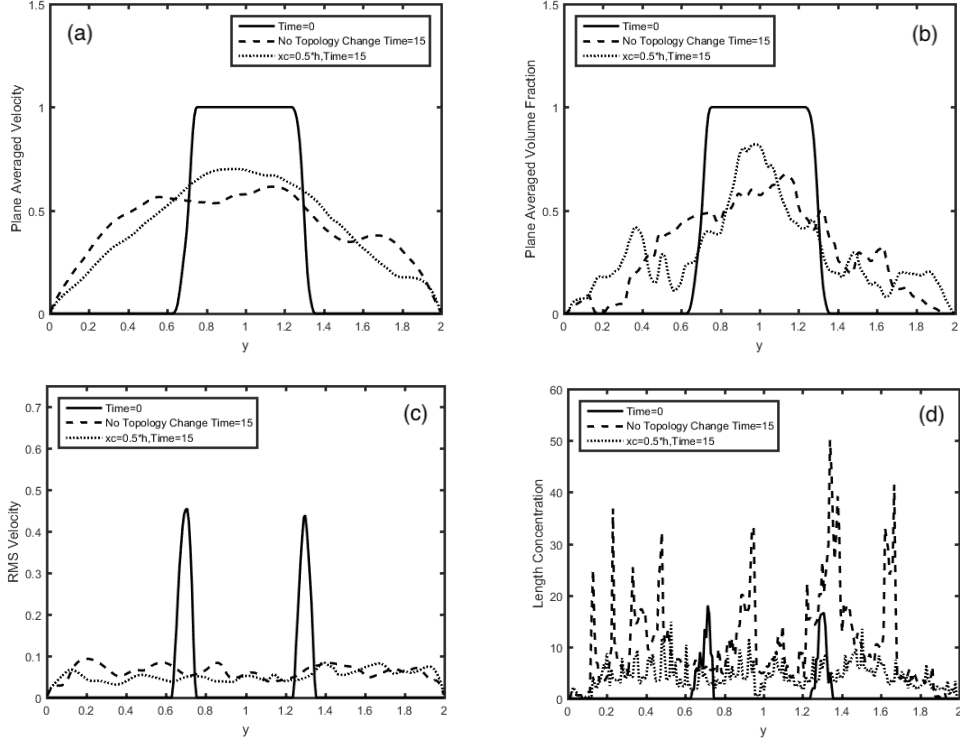 (a)
Time=0
No Topology Change Time=15
xc=0.5*h,Time=15
Plane Averaged Velocity
1.5
1
0.5
0
0 0.2 0.4 0.6 0.8 1 1.2 1.4 1.6 1.8 2
y
(b)
Time=0
No Topology Change Time=15
xc=0.5*h,Time=15
Plane Averaged Volume Fraction
1.5
1
0.5
0
0 0.2 0.4 0.6 0.8 1 1.2 1.4 1.6 1.8 2
y
(c)
Time=0
No Topology Change Time=15
xc=0.5*h,Time=15
RMS Velocity
0.7
0.6
0.5
0.4
0.3
0.2
0.1
0
0 0.2 0.4 0.6 0.8 1 1.2 1.4 1.6 1.8 2
y
(d)
Time=0
No Topology Change Time=15
xc=0.5*h,Time=15
Length Concentration
60
50
40
30
20
10
0
0 0.2 0.4 0.6 0.8 1 1.2 1.4 1.6 1.8 2
y